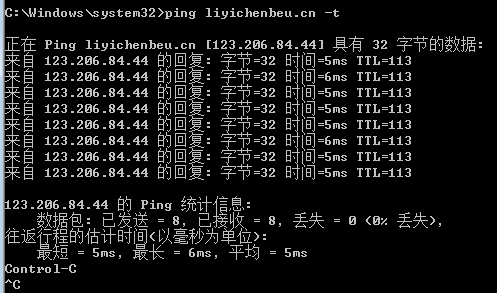 C:\Windows\system32>ping liyichenbeu.cn -t
正在 Ping liyichenbeu.cn [123.206.84.44] 具有 32 字节的数据:
来自 123.206.84.44 的回复: 字节=32 时间=5ms TTL=113
来自 123.206.84.44 的回复: 字节=32 时间=6ms TTL=113
来自 123.206.84.44 的回复: 字节=32 时间=5ms TTL=113
来自 123.206.84.44 的回复: 字节=32 时间=5ms TTL=113
来自 123.206.84.44 的回复: 字节=32 时间=5ms TTL=113
来自 123.206.84.44 的回复: 字节=32 时间=6ms TTL=113
来自 123.206.84.44 的回复: 字节=32 时间=5ms TTL=113
来自 123.206.84.44 的回复: 字节=32 时间=5ms TTL=113
123.206.84.44 的 Ping 统计信息:
数据包: 已发送 = 8, 已接收 = 8, 丢失 = 0 (0% 丢失),
往返行程的估计时间(以毫秒为单位):
最短 = 5ms, 最长 = 6ms, 平均 = 5ms
Control-C
^C